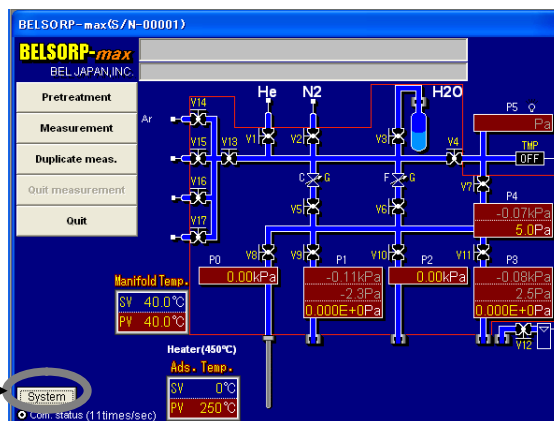 BELSORP-max(S/N-00001)
BELSORP-max
BEL JAPAN,INC.
Pretreatment
Measurement
Duplicate meas.
Quit measurement
Quit
He
N2
H2O
Ar
V14
V15
V13
V16
V17
V1
V2
V3
V4
P5
Pa
TMP
OFF
C
G
F
G
V7
V5
V6
P4
-0.07kPa
5.0Pa
V8
V9
V10
V11
P0
0.00kPa
P1
-0.11kPa
-2.3Pa
0.000E+0Pa
P2
0.00kPa
P3
-0.08kPa
2.5Pa
0.000E+0Pa
V12
Manifold Temp.
SV 40.0°C
PV 40.0°C
Heater(450°C)
Ads. Temp.
SV 0°C
PV 250°C
System
Com. status (11times/sec)